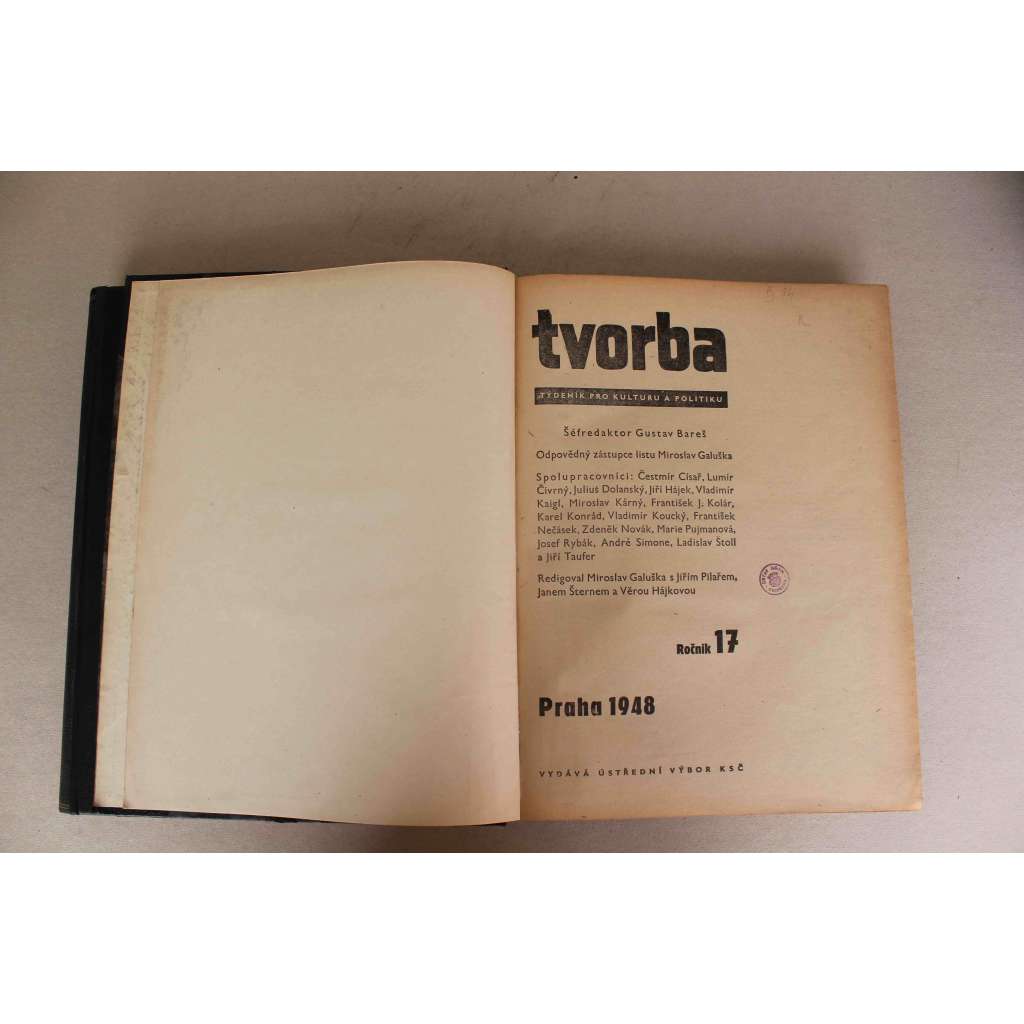 tvorba
TÝDENÍK PRO KULTURU A POLITIKU
Šéfredaktor Gustav Bareš
Odpovědný zástupce listu Miroslav Galuška
Spolupracovníci: Čestmír Císař, Lumír
Čivrný, Julius Dolanský, Jiří Hájek, Vladimír
Kaigl, Miroslav Kárný, František J. Kolár,
Karel Konrád, Vladimír Koucký, František
Nečásek, Zdeněk Novák, Marie Pujmanová,
Josef Rybák, André Simone, Ladislav Štoll
a Jiří Taufer
Redigoval Miroslav Galuška s Jiřím Pilařem,
Janem Šternem a Věrou Hájkovou
Ročník 17
Praha 1948
VYDÁVÁ ÚSTŘEDNÍ VÝBOR KSČ